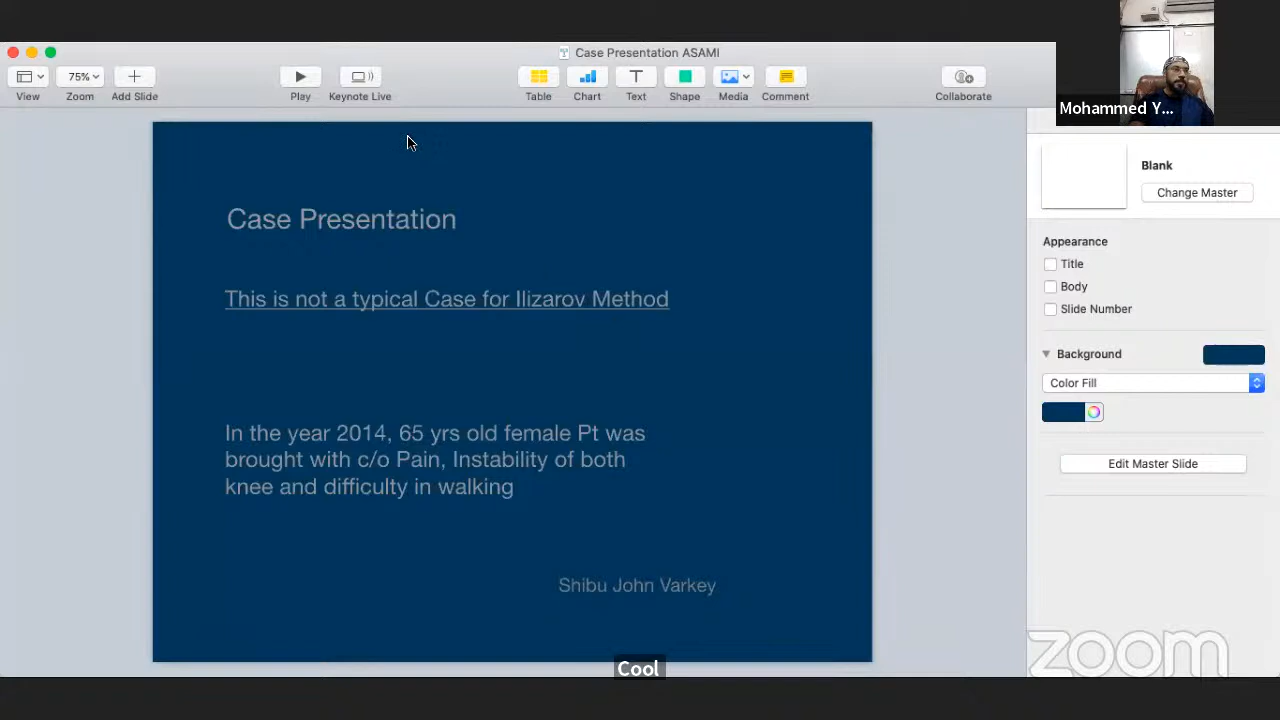 Case Presentation ASAMI
View
75%
Zoom
Add Slide
Play
Keynote Live
Table
Chart
T
Text
Shape
Media
Comment
Collaborate
Mohammed Y...
Case Presentation
This is not a typical Case for Ilizarov Method
In the year 2014, 65 yrs old female Pt was
brought with c/o Pain, Instability of both
knee and difficulty in walking
Shibu John Varkey
Blank
Change Master
Appearance
Title
Body
Slide Number
Background
Color Fill
Edit Master Slide
zoom
Cool